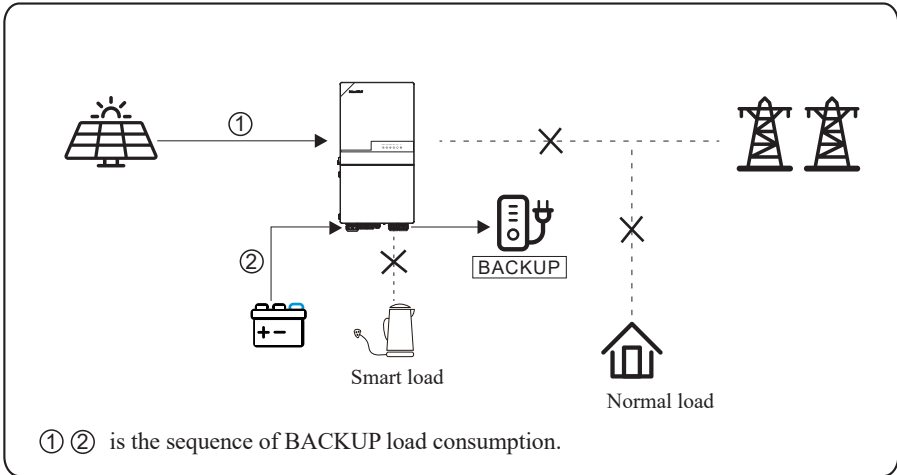 ①
②
BACKUP
Smart load
Normal load
① ② is the sequence of BACKUP load consumption.